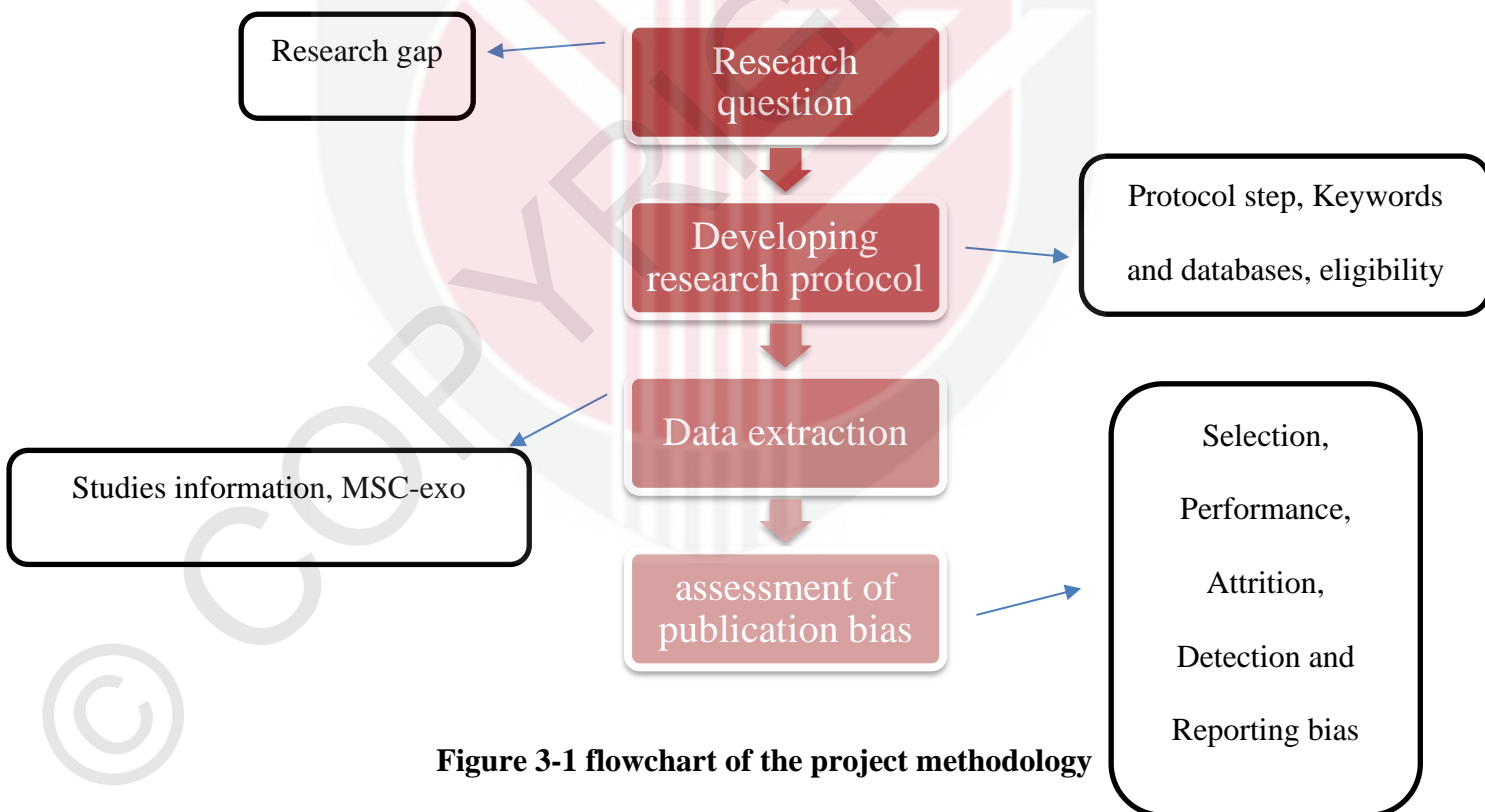 Research gap
Research
question
Developing
research protocol
Protocol step, Keywords
and databases, eligibility
Data extraction
Studies information, MSC-exo
assessment of
publication bias
Selection,
Performance,
Attrition,
Detection and
Reporting bias
Figure 3-1 flowchart of the project methodology
© COPYRIG